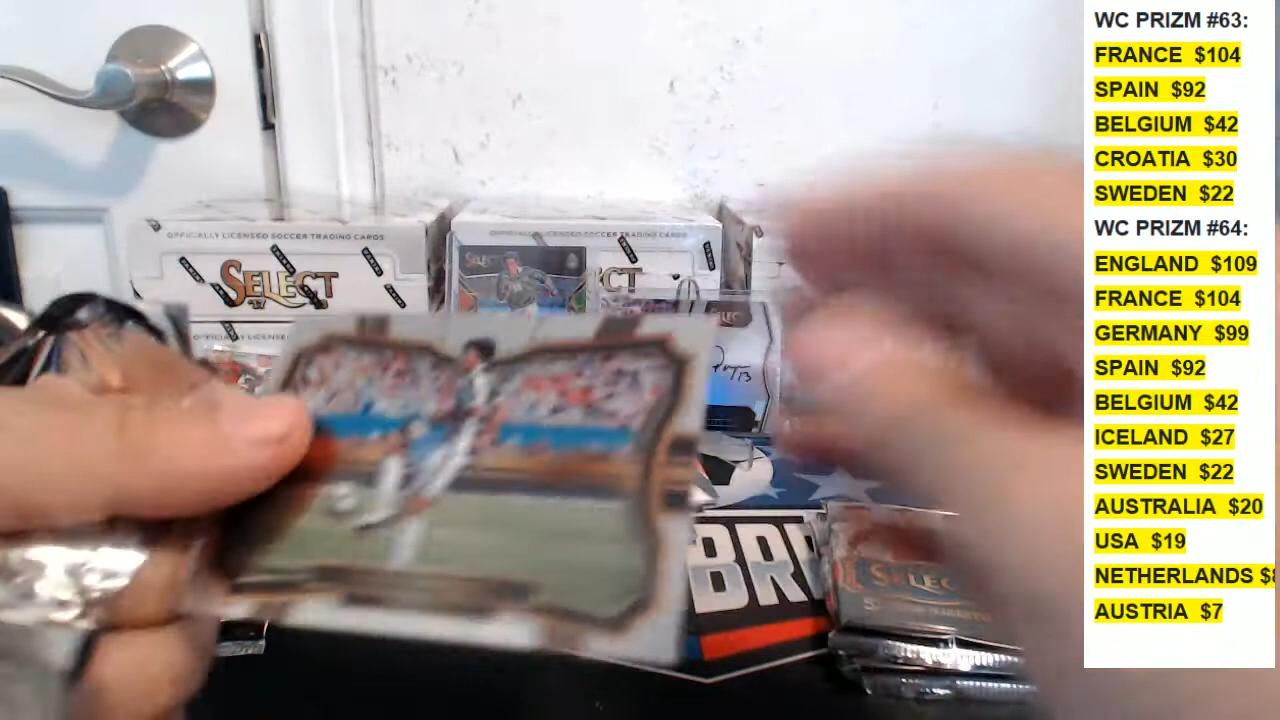 WC PRIZM #63:
FRANCE $104
SPAIN $92
BELGIUM $42
CROATIA $30
SWEDEN $22
WC PRIZM #64:
ENGLAND $109
FRANCE $104
GERMANY $99
SPAIN $92
BELGIUM $42
ICELAND $27
SWEDEN $22
AUSTRALIA $20
USA $19
NETHERLANDS $8
AUSTRIA $7
OFFICIALLY LICENSED SOCCER TRADING CARDS
SELECT
OFFICIALLY LICENSED SOCCER TRADING CARDS
SELECT